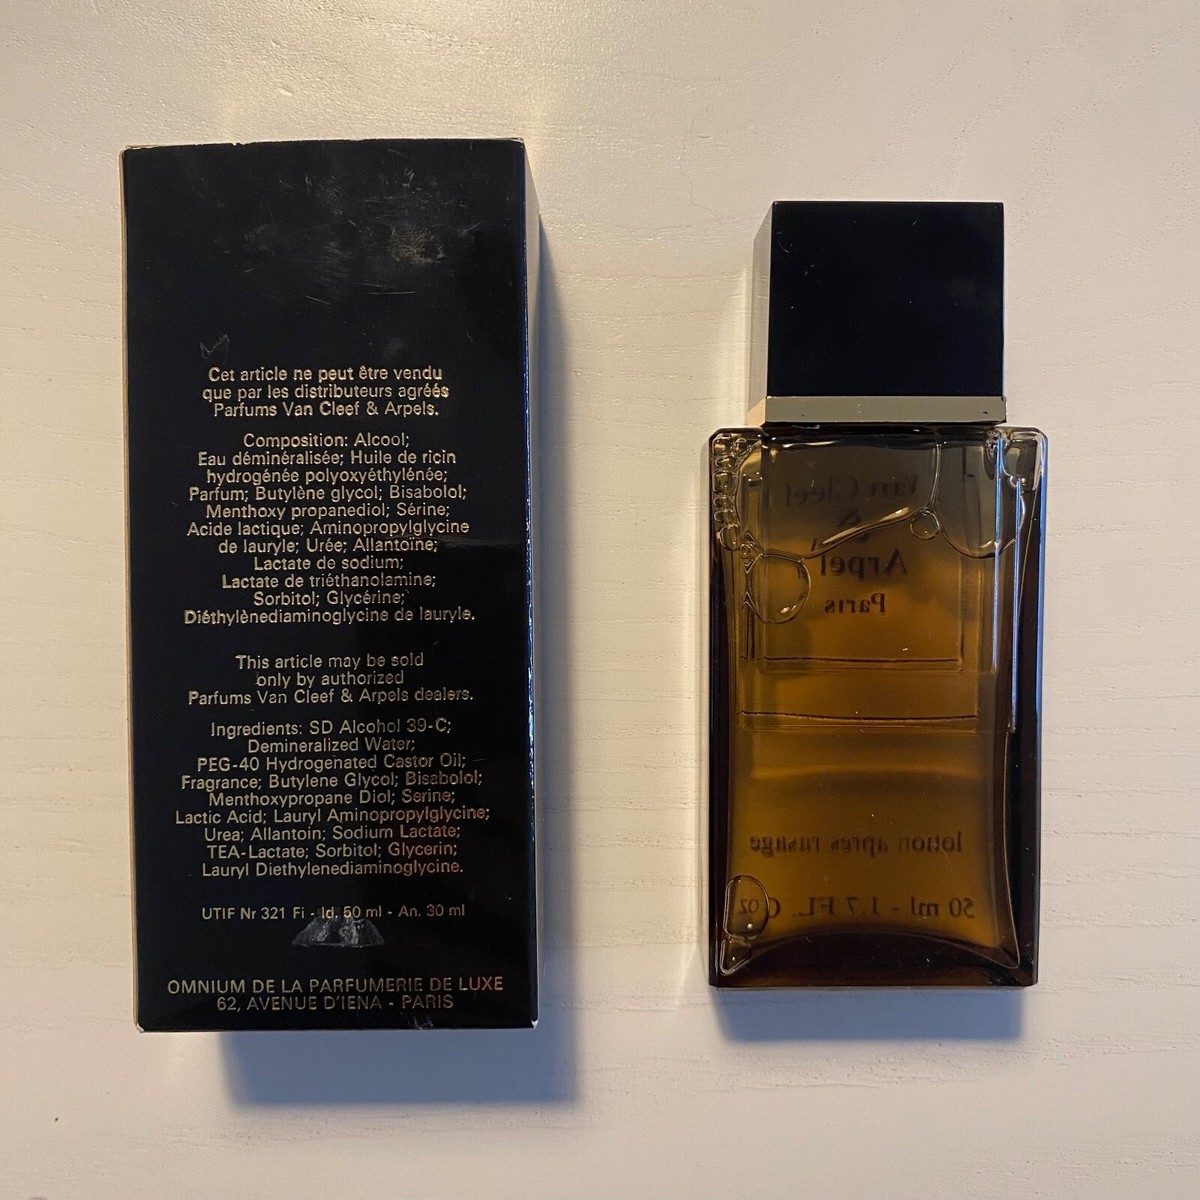 Cet article ne peut être vendu
que par les distributeurs agréés
Parfums Van Cleef & Arpels.
Composition: Alcool;
Eau déminéralisée; Huile de ricin
hydrogénée polyoxyéthylénée;
Parfum; Butylène glycol; Bisabolol;
Menthoxy propanediol; Sérine;
Acide lactique; Aminopropylglycine
de lauryle; Urée; Allantoïne;
Lactate de sodium;
Lactate de triéthanolamine;
Sorbitol; Glycérine;
Diéthylènediaminoglycine de lauryle.
This article may be sold
only by authorized
Parfums Van Cleef & Arpels dealers.
Ingredients: SD Alcohol 39-C;
Demineralized Water;
PEG-40 Hydrogenated Castor Oil;
Fragrance; Butylene Glycol; Bisabolol;
Menthoxypropane Diol; Serine;
Lactic Acid; Lauryl Aminopropylglycine;
Urea; Allantoin; Sodium Lactate;
TEA-Lactate; Sorbitol; Glycerin;
Lauryl Diethylenediaminoglycine.
UTIF Nr 321 Fi - Id. 50 ml - An. 30 ml
OMNIUM DE LA PARFUMERIE DE LUXE
62, AVENUE D'IENA - PARIS
Van Cleef
&
Arpel
Paris
lotion après rasage
50 ml - 1.7 FL. OZ